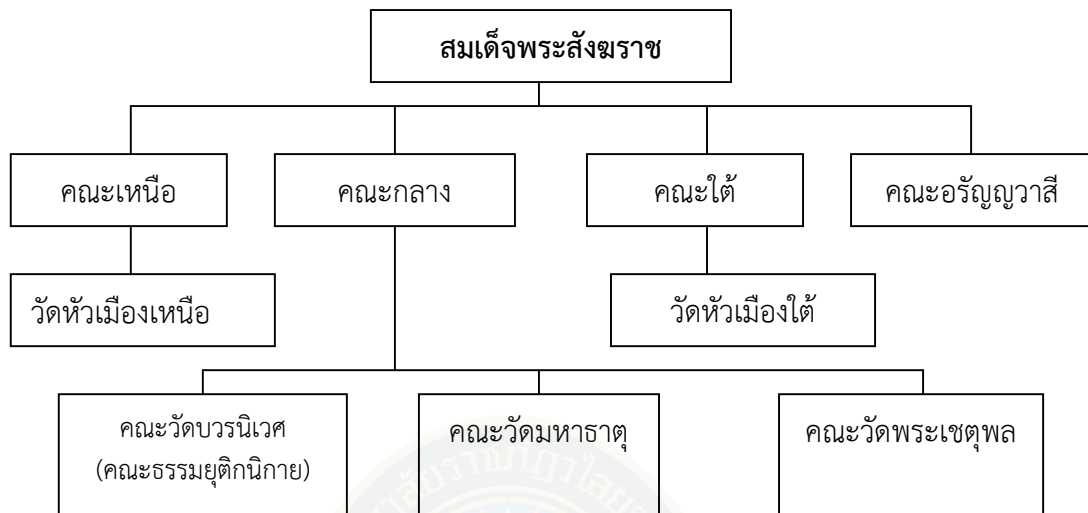 สมเด็จพระสังฆราช
คณะเหนือ
คณะกลาง
คณะใต้
คณะอรัญญวาสี
วัดหัวเมืองเหนือ
วัดหัวเมืองใต้
คณะวัดบวรนิเวศ
(คณะธรรมยุติกนิกาย)
คณะวัดมหาธาตุ
คณะวัดพระเชตุพล